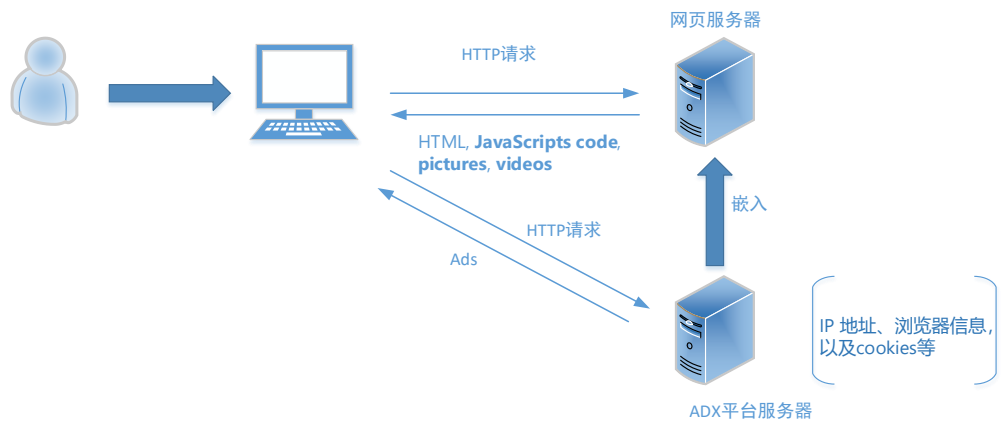 网页服务器
HTTP请求
HTML, JavaScripts code,
pictures, videos
嵌入
HTTP请求
Ads
IP 地址、浏览器信息,
以及cookies等
ADX平台服务器